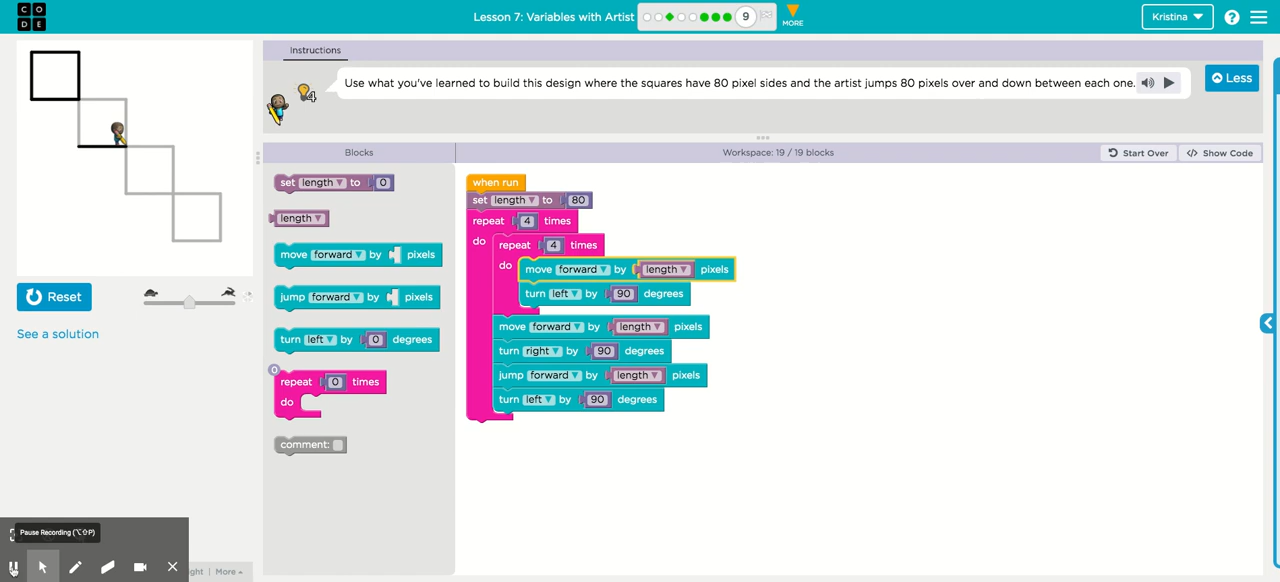 C O
D E
Lesson 7: Variables with Artist
9
MORE
Kristina
?
Instructions
4
Use what you've learned to build this design where the squares have 80 pixel sides and the artist jumps 80 pixels over and down between each one.
Less
Blocks
Workspace: 19 / 19 blocks
Start Over
</> Show Code
set length to 0
length
move forward by pixels
jump forward by pixels
turn left by 0 degrees
0
repeat 0 times
do
comment:
when run
set length to 80
repeat 4 times
do
repeat 4 times
do
move forward by length pixels
turn left by 90 degrees
move forward by length pixels
turn right by 90 degrees
jump forward by length pixels
turn left by 90 degrees
Reset
See a solution
Pause Recording (⌥⇧P)
ght | More